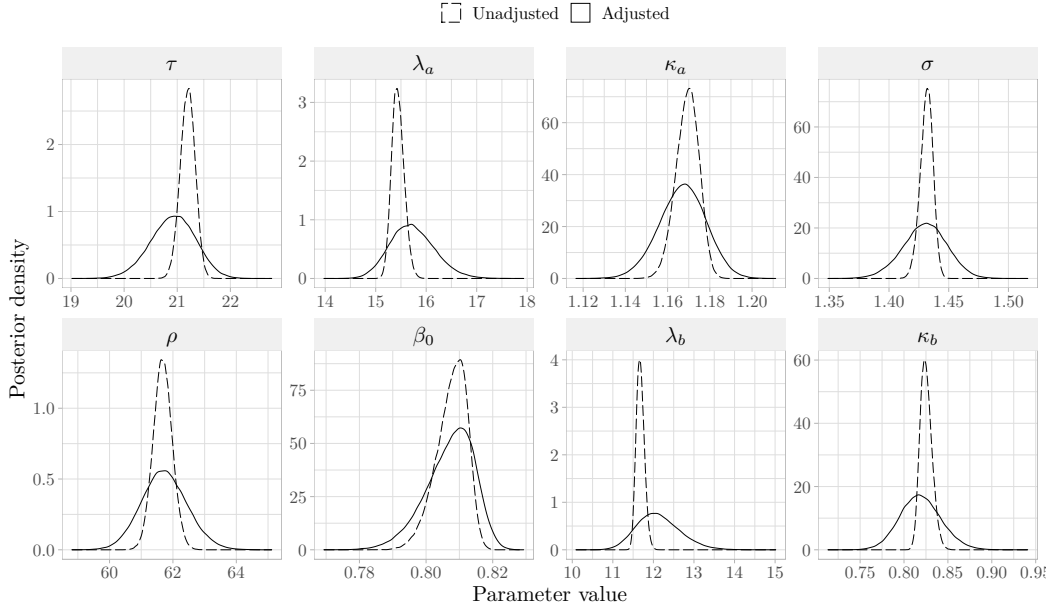 Unadjusted Adjusted
Posterior density
τ λₐ κₐ σ
0 1 2
19 20 21 22
0 1 2 3
14 15 16 17 18
0 20 40 60
1.12 1.14 1.16 1.18 1.20
0 20 40 60 80
1.35 1.40 1.45 1.50
ρ β₀ λ_b κ_b
0.0 0.5 1.0
60 62 64
0 25 50 75
0.78 0.80 0.82
0 1 2 3 4
10 11 12 13 14 15
0 20 40 60
0.75 0.80 0.85 0.90 0.95
Parameter value